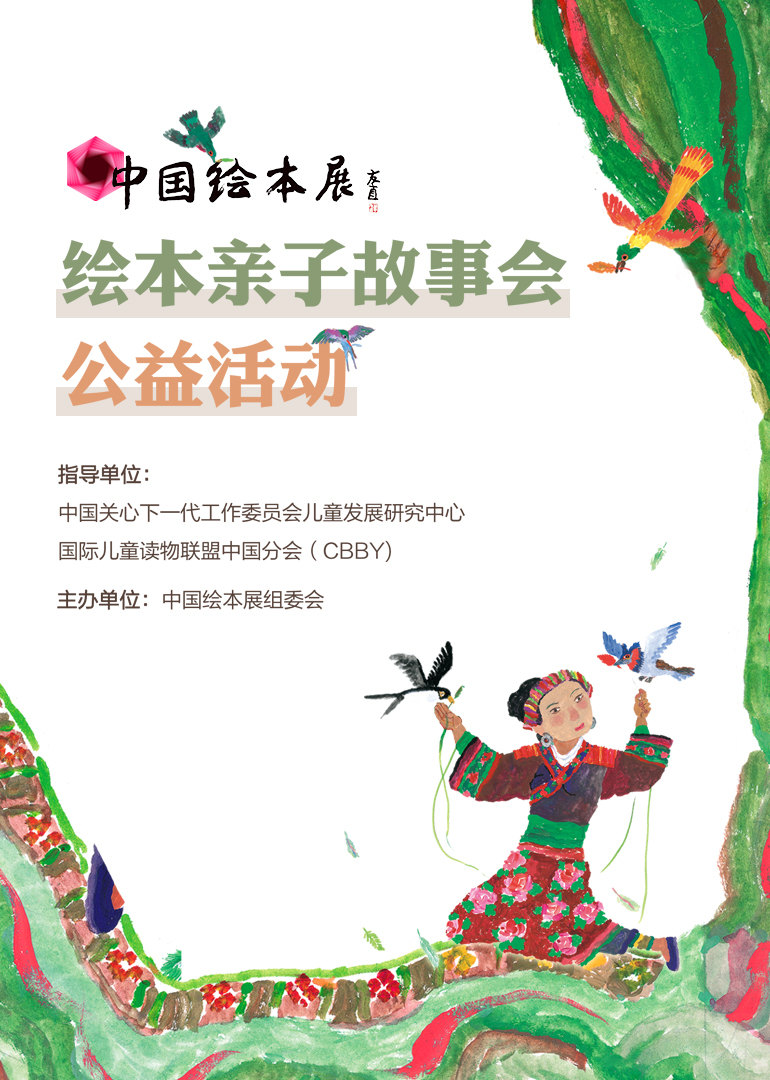 中国绘本展
友直
绘本亲子故事会
公益活动
指导单位：
中国关心下一代工作委员会儿童发展研究中心
国际儿童读物联盟中国分会（CBBY）
主办单位：中国绘本展组委会